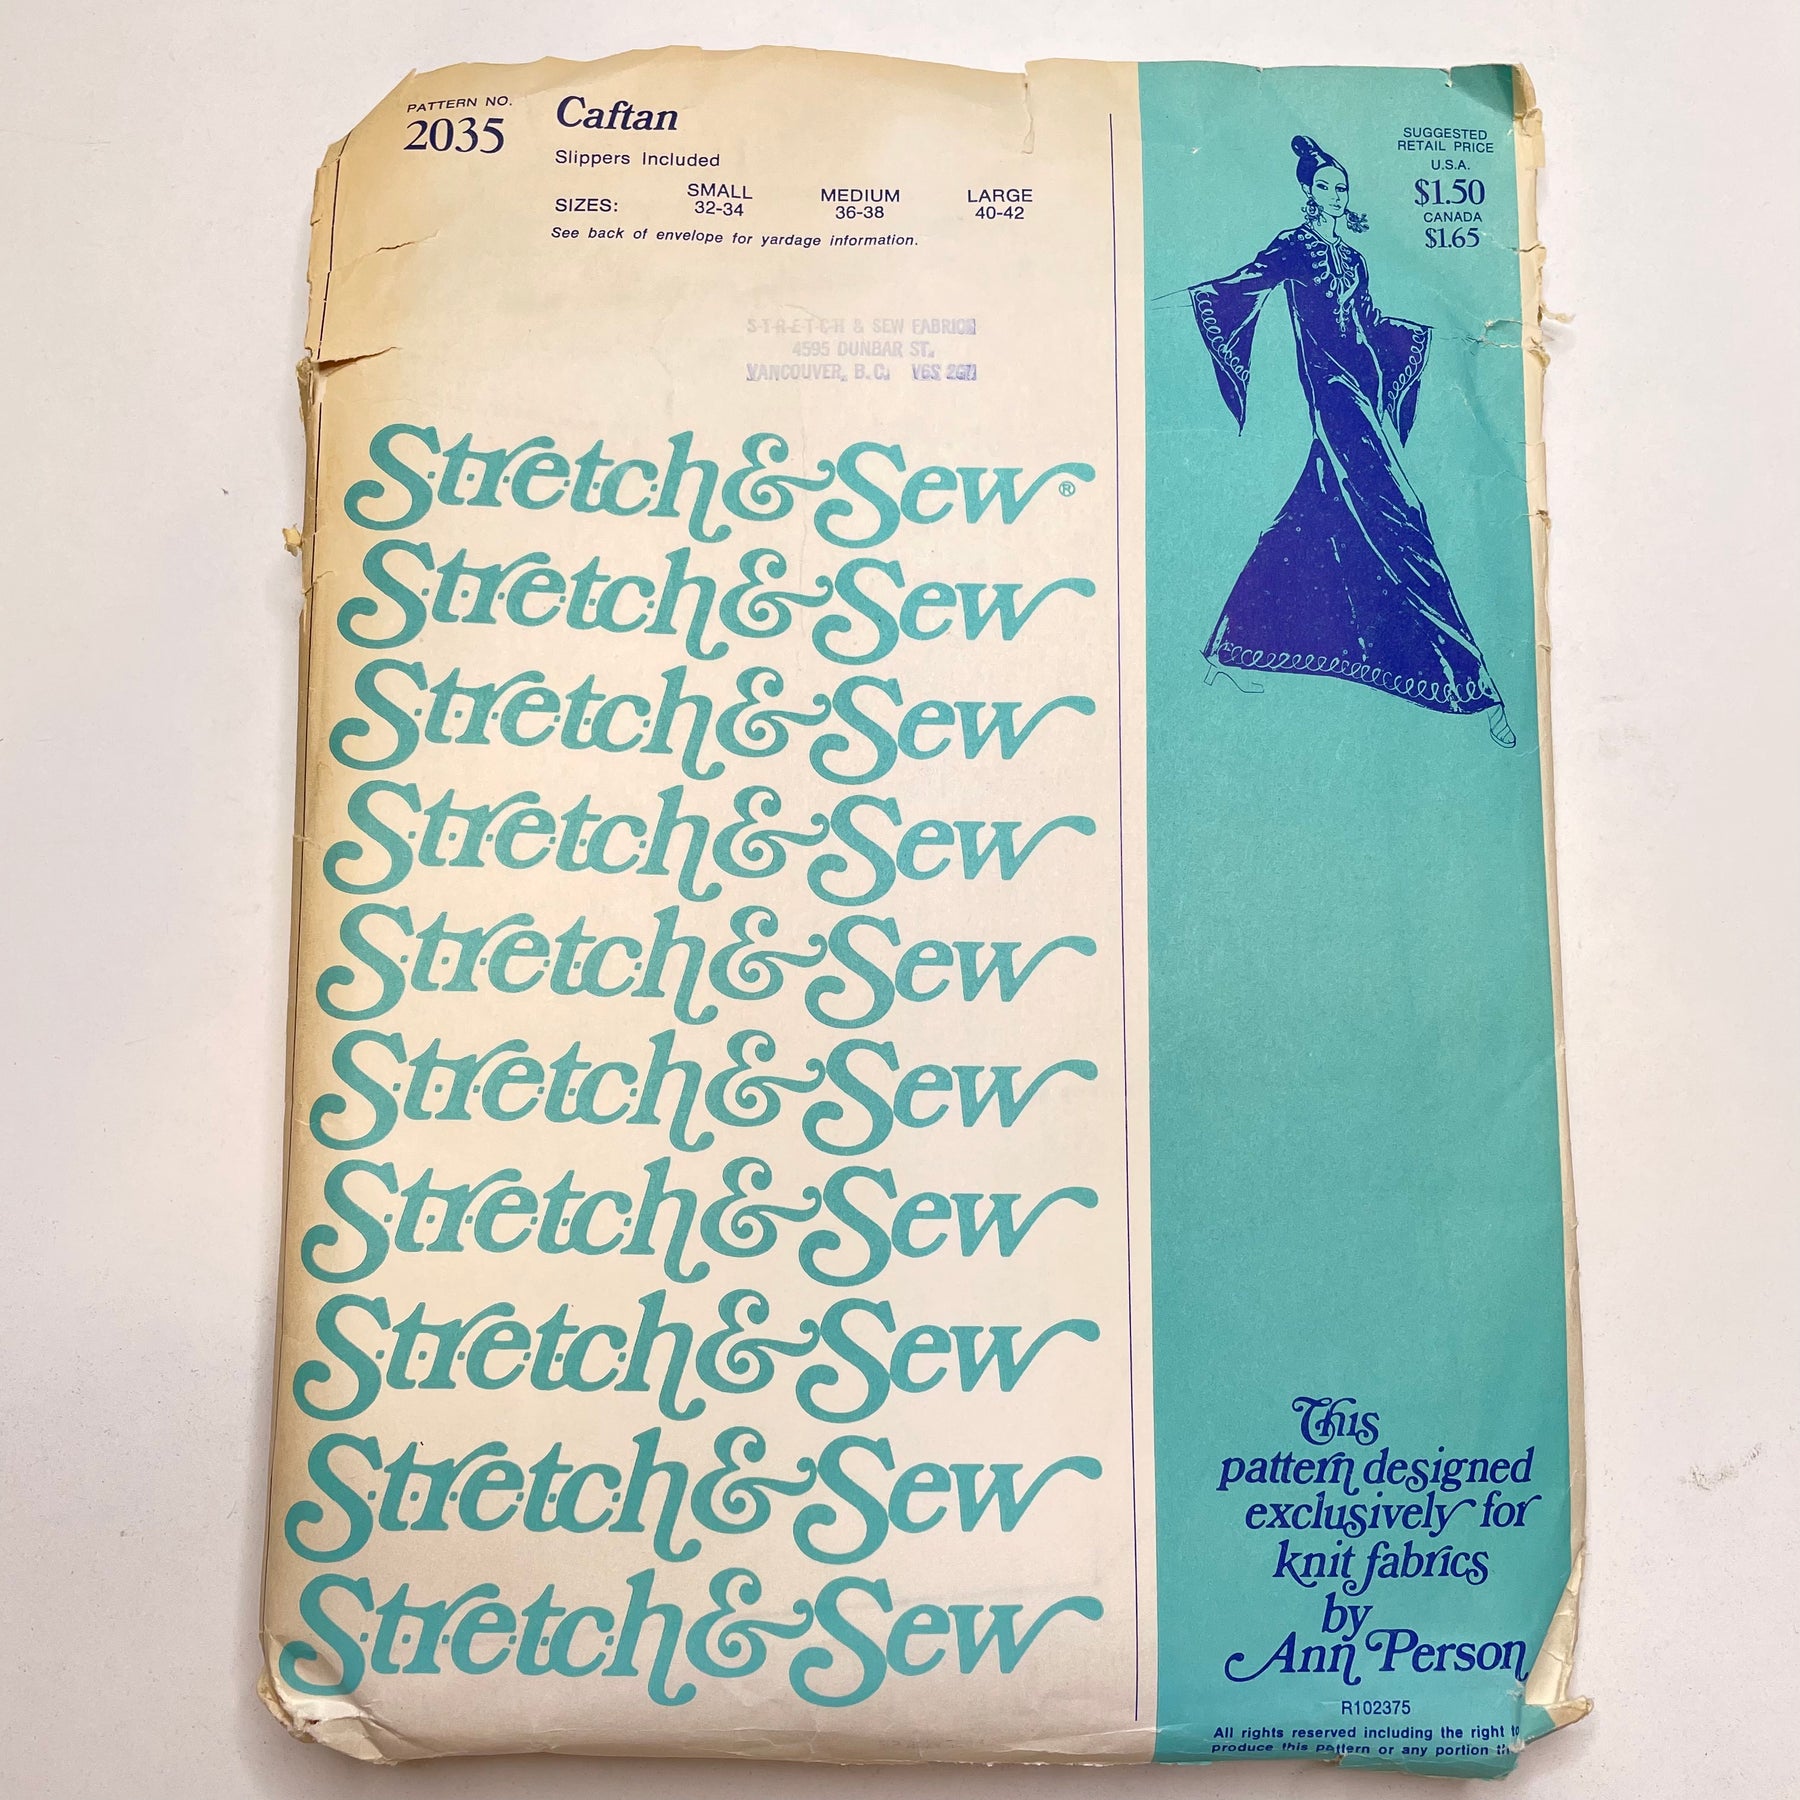 PATTERN NO.
2035
Caftan
Slippers Included
SIZES:
SMALL
32-34
MEDIUM
36-38
LARGE
40-42
See back of envelope for yardage information.
S-T-R-E-T-C-H & SEW FABRICS
4595 DUNBAR ST.
VANCOUVER, B.C. V6S
Stretch & Sew®
Stretch & Sew
Stretch & Sew
Stretch & Sew
Stretch & Sew
Stretch & Sew
Stretch & Sew
Stretch & Sew
Stretch & Sew
Stretch & Sew
SUGGESTED
RETAIL PRICE
U.S.A.
$1.50
CANADA
$1.65
This
pattern designed
exclusively for
knit fabrics
by
Ann Person
R102375
All rights reserved including the right to
produce this pattern or any portion